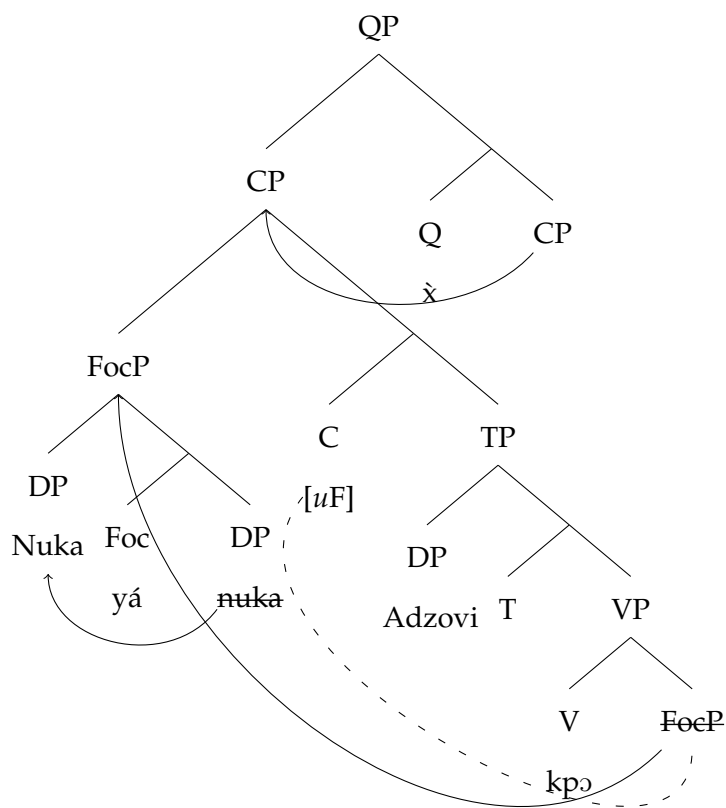 QP
CP
Q CP
x̀
FocP
C TP
DP [uF]
Nuka Foc DP DP
yá nuka Adzovi T VP
V FocP
kpɔ